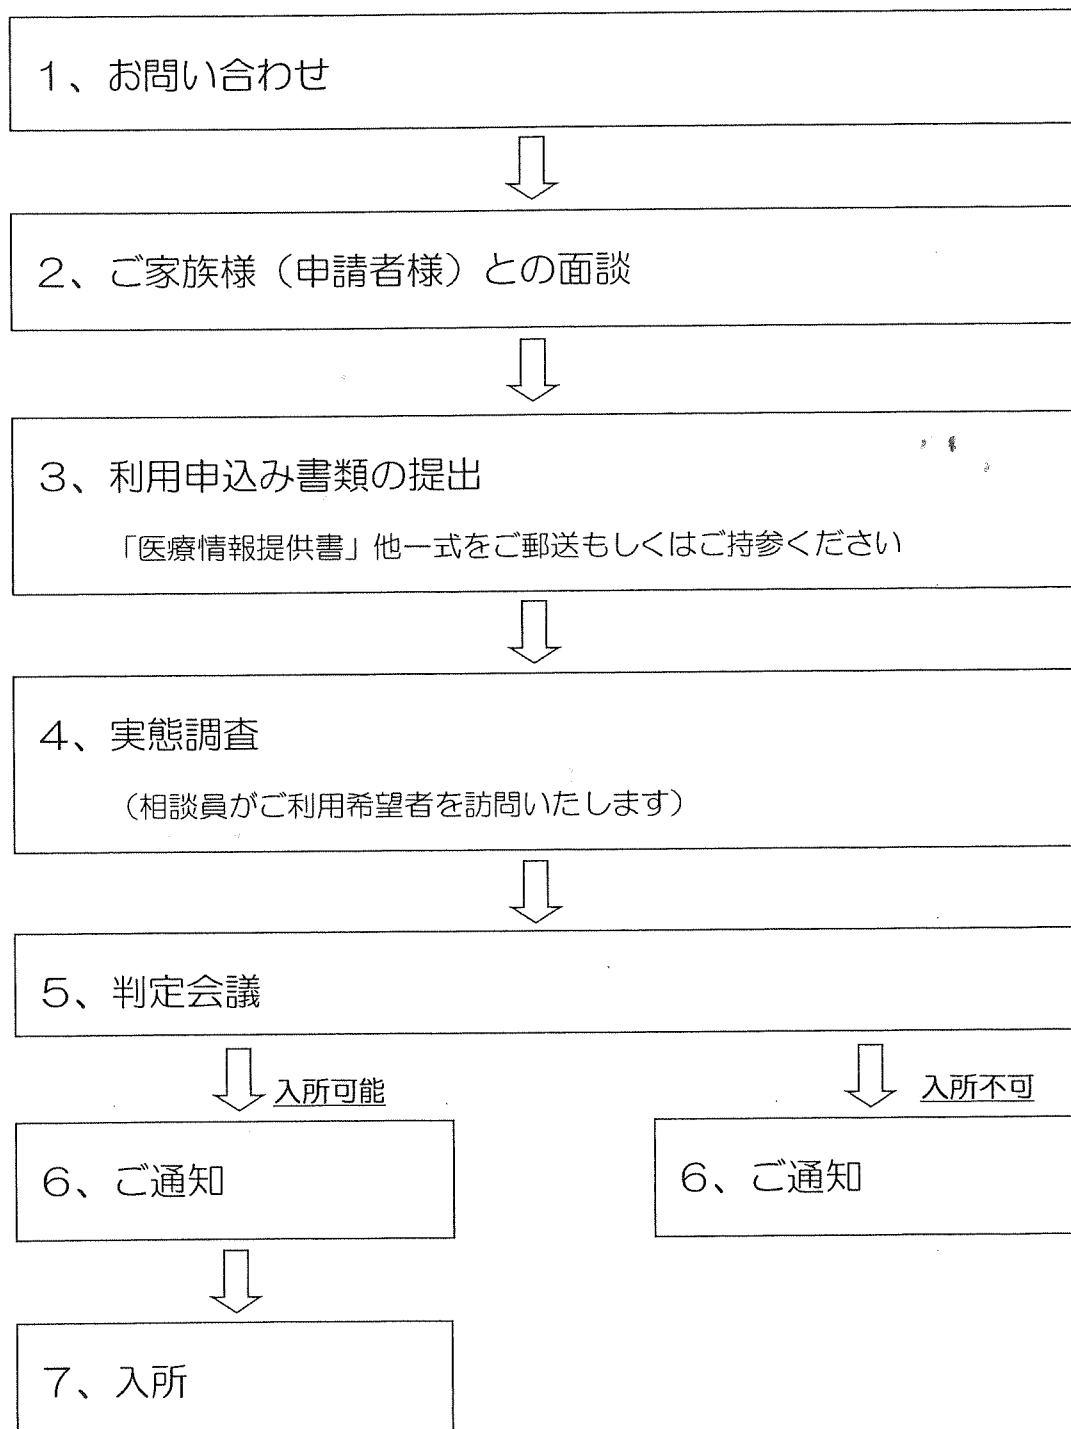 1、お問い合わせ
2、ご家族様（申請者様）との面談
3、利用申込み書類の提出
「医療情報提供書」他一式をご郵送もしくはご持参ください
4、実態調査
（相談員がご利用希望者を訪問いたします）
5、判定会議
入所可能
入所不可
6、ご通知
6、ご通知
7、入所